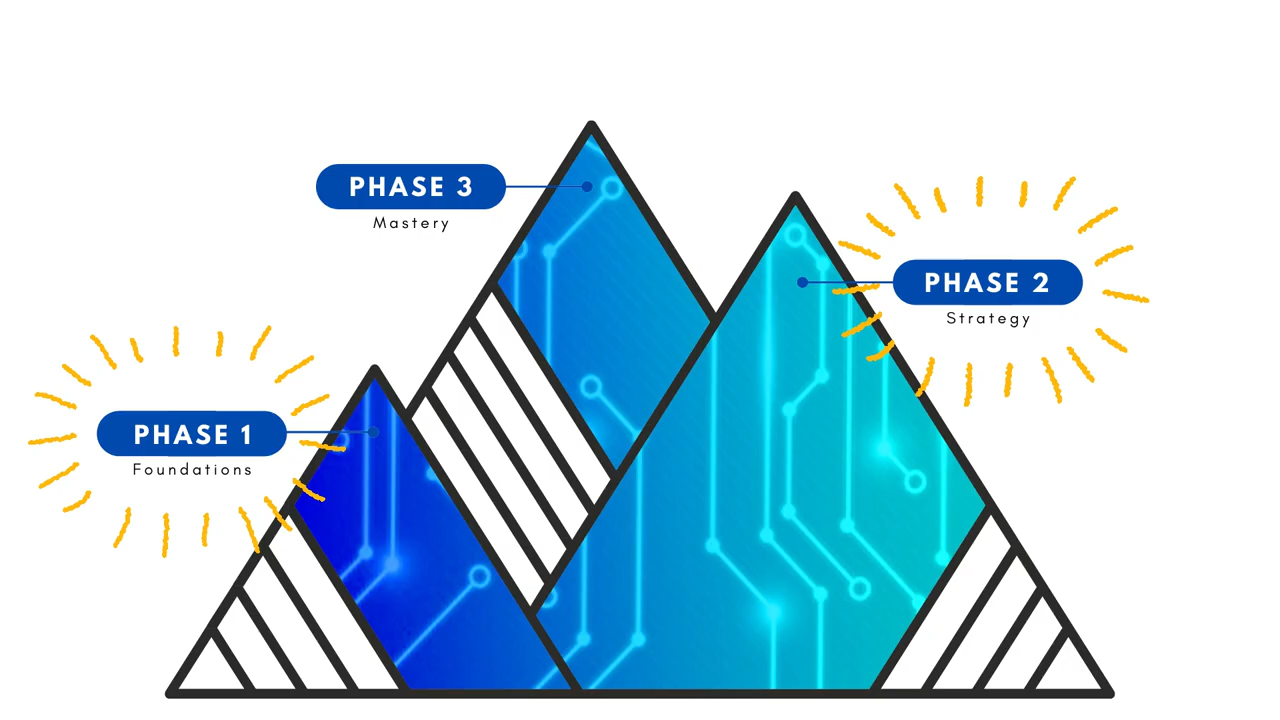 PHASE 3
Mastery
PHASE 2
Strategy
PHASE 1
Foundations